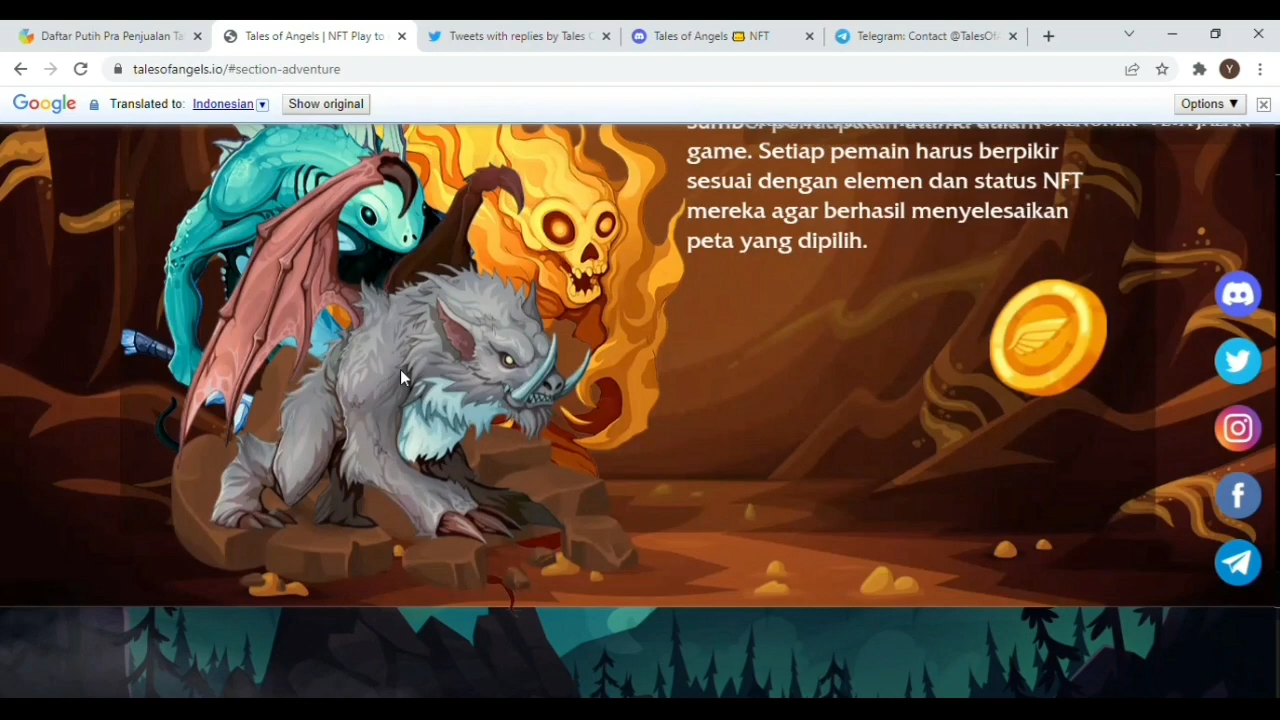 Daftar Putih Pra Penjualan Ta
Tales of Angels | NFT Play to
Tweets with replies by Tales
Tales of Angels NFT
Telegram: Contact @TalesOf
talesofangels.io/#section-adventure
Y
Google Translated to: Indonesian Show original Options
game. Setiap pemain harus berpikir
sesuai dengan elemen dan status NFT
mereka agar berhasil menyelesaikan
peta yang dipilih.